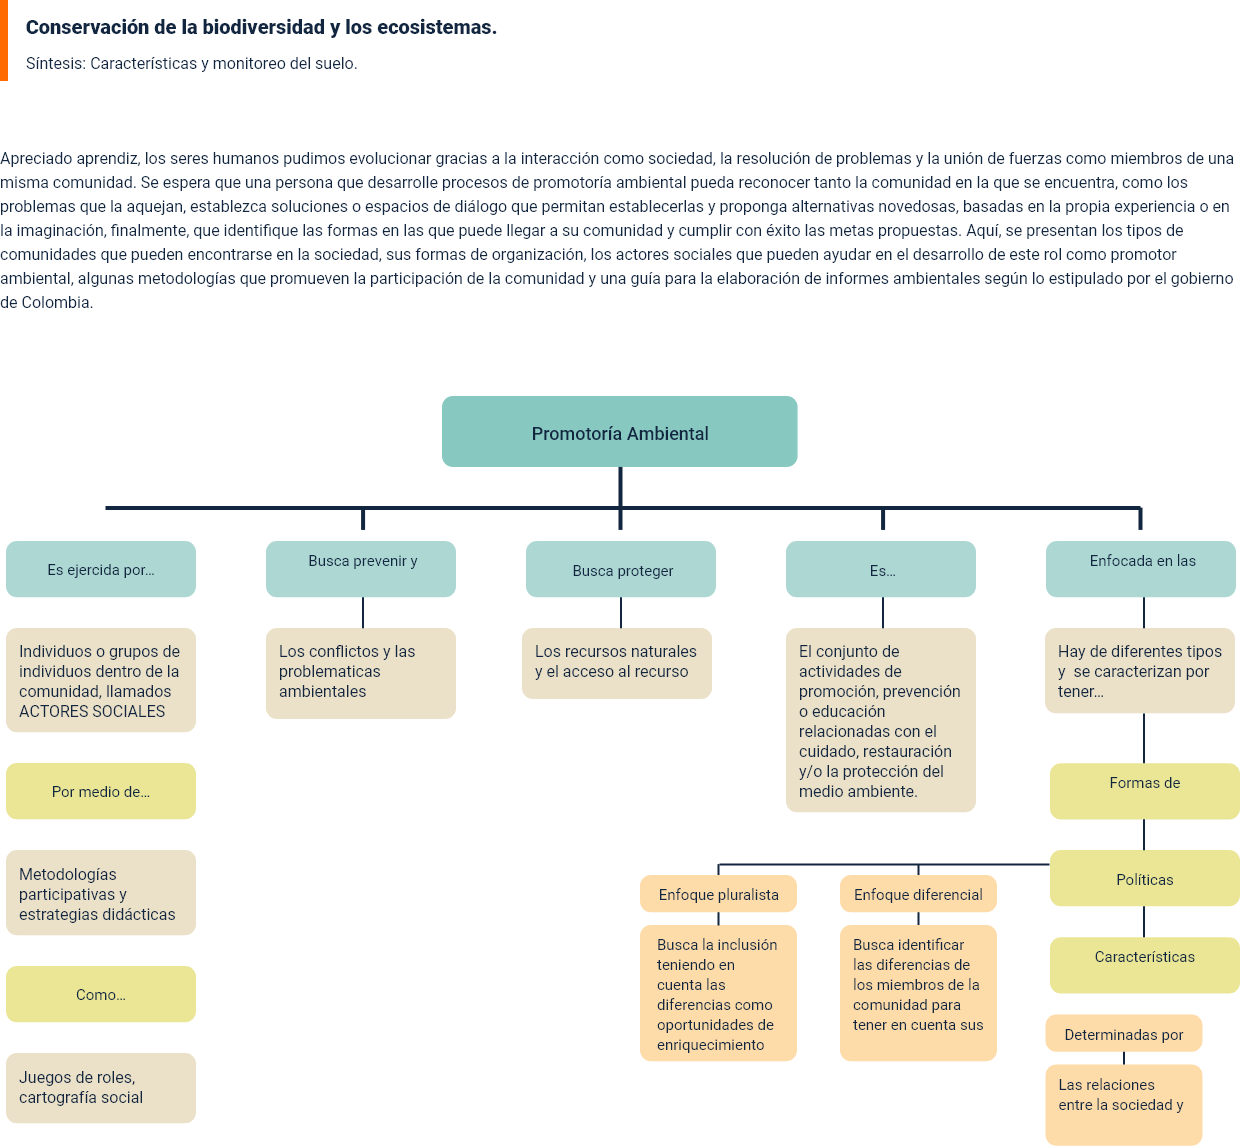 Conservación de la biodiversidad y los ecosistemas.
Síntesis: Características y monitoreo del suelo.
Apreciado aprendiz, los seres humanos pudimos evolucionar gracias a la interacción como sociedad, la resolución de problemas y la unión de fuerzas como miembros de una
misma comunidad. Se espera que una persona que desarrolle procesos de promotoría ambiental pueda reconocer tanto la comunidad en la que se encuentra, como los
problemas que la aquejan, establezca soluciones o espacios de diálogo que permitan establecerlas y proponga alternativas novedosas, basadas en la propia experiencia o en
la imaginación, finalmente, que identifique las formas en las que puede llegar a su comunidad y cumplir con éxito las metas propuestas. Aquí, se presentan los tipos de
comunidades que pueden encontrarse en la sociedad, sus formas de organización, los actores sociales que pueden ayudar en el desarrollo de este rol como promotor
ambiental, algunas metodologías que promueven la participación de la comunidad y una guía para la elaboración de informes ambientales según lo estipulado por el gobierno
de Colombia.
Promotoría Ambiental
Es ejercida por...
Individuos o grupos de
individuos dentro de la
comunidad, llamados
ACTORES SOCIALES
Por medio de...
Metodologías
participativas y
estrategias didácticas
Como...
Juegos de roles,
cartografía social
Busca prevenir y
Los conflictos y las
problematicas
ambientales
Busca proteger
Los recursos naturales
y el acceso al recurso
Es...
El conjunto de
actividades de
promoción, prevención
o educación
relacionadas con el
cuidado, restauración
y/o la protección del
medio ambiente.
Enfocada en las
Hay de diferentes tipos
y  se caracterizan por
tener...
Formas de
Políticas
Enfoque pluralista
Busca la inclusión
teniendo en
cuenta las
diferencias como
oportunidades de
enriquecimiento
Enfoque diferencial
Busca identificar
las diferencias de
los miembros de la
comunidad para
tener en cuenta sus
Características
Determinadas por
Las relaciones
entre la sociedad y